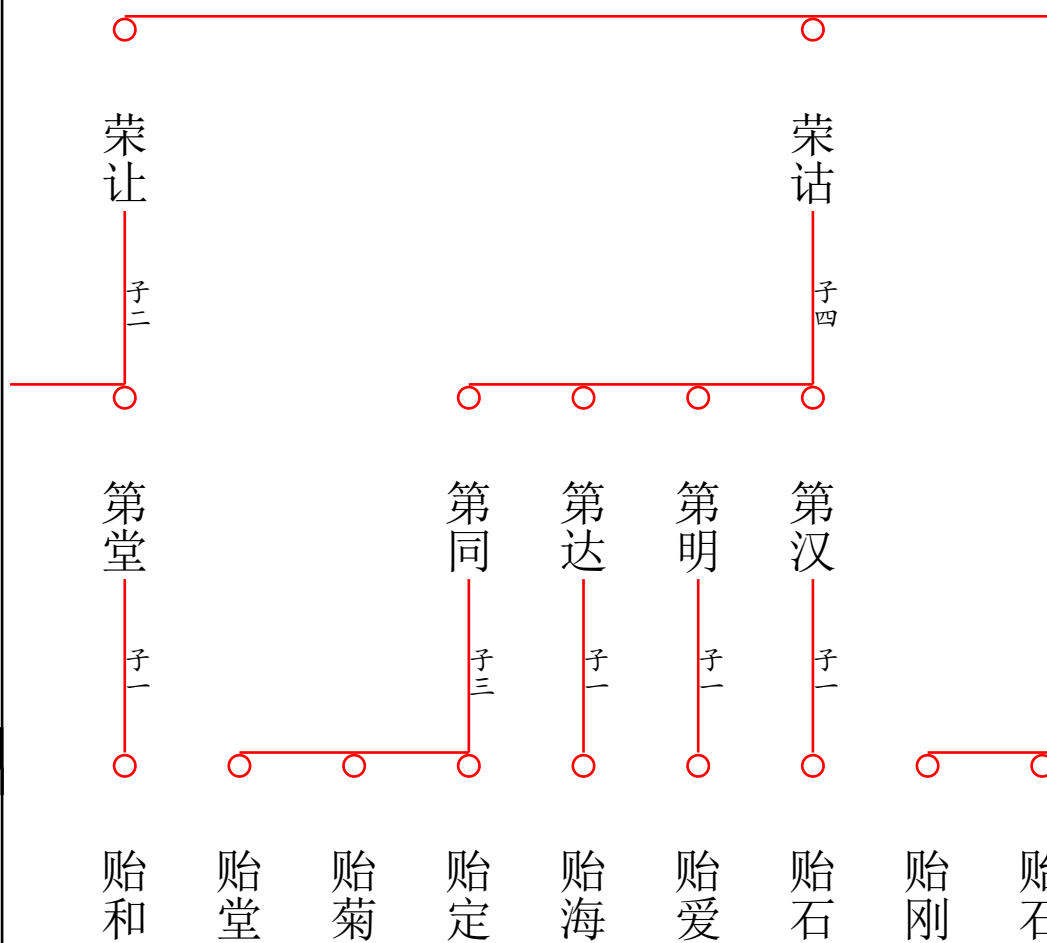 荣让
荣诂
子二
子四
第堂
第同
第达
第明
第汉
子一
子三
子一
子一
子一
贻和
贻堂
贻菊
贻定
贻海
贻爱
贻石
贻刚